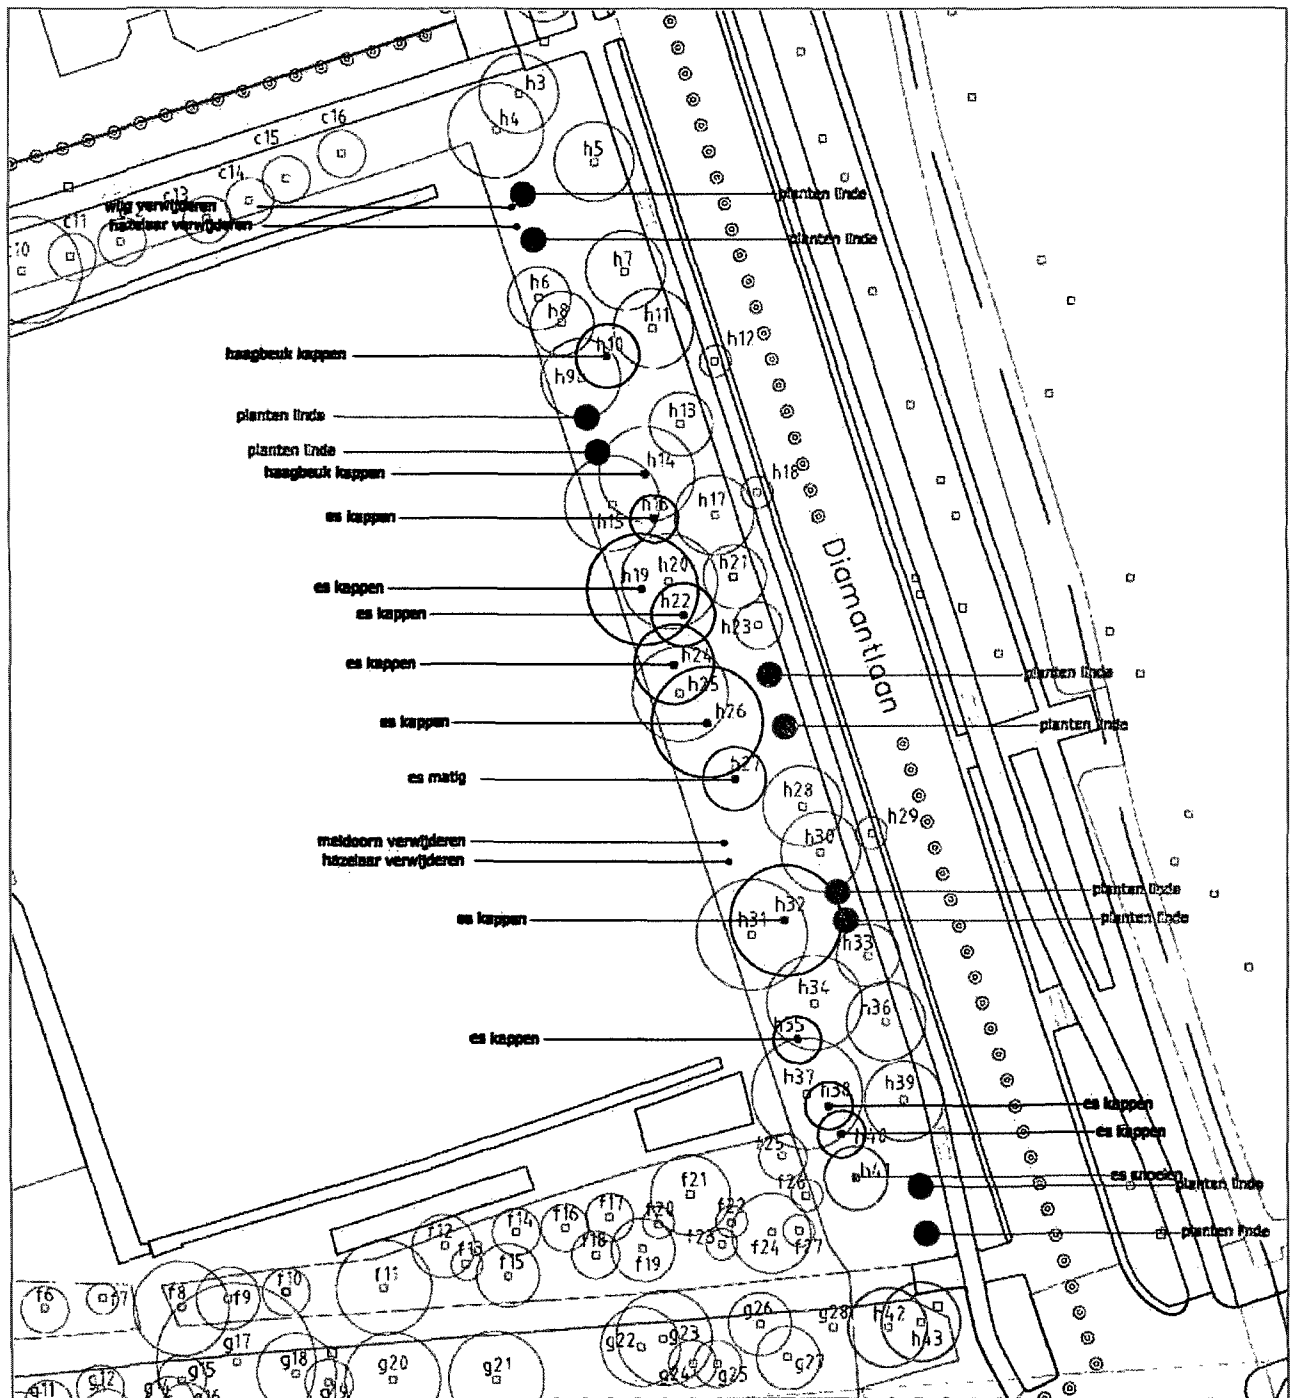 h3
h4
c16
c15
h5
c14
c13
planten linde
wilg verwijderen
c11
hazelaar verwijderen
planten linde
c10
h7
h6
h8
h11
h10
h12
haagbeuk kappen
h9
h13
planten linde
planten linde
h14
haagbeuk kappen
h18
h16
h17
h15
es kappen
Diamantlaan
h20
h21
h19
es kappen
h22
es kappen
h23
h24
es kappen
planten linde
h25
h26
es kappen
planten linde
h27
es matig
h28
h29
h30
meidoorn verwijderen
hazelaar verwijderen
planten linde
h32
es kappen
h31
planten linde
h33
h34
h36
h35
es kappen
h37
h38
h39
es kappen
h40
es kappen
f25
h41
es snoeien
planten linde
f21
f26
f17
f16
f20
f22
f14
f12
planten linde
f13
f18
f23
f24
f27
f19
f15
f10
f11
f6
f7
f8
f9
g26
g28
h42
g17
g22
g23
h43
g27
g15
g18
g20
g21
g24
g25
g12
g11
g14
g19
g16